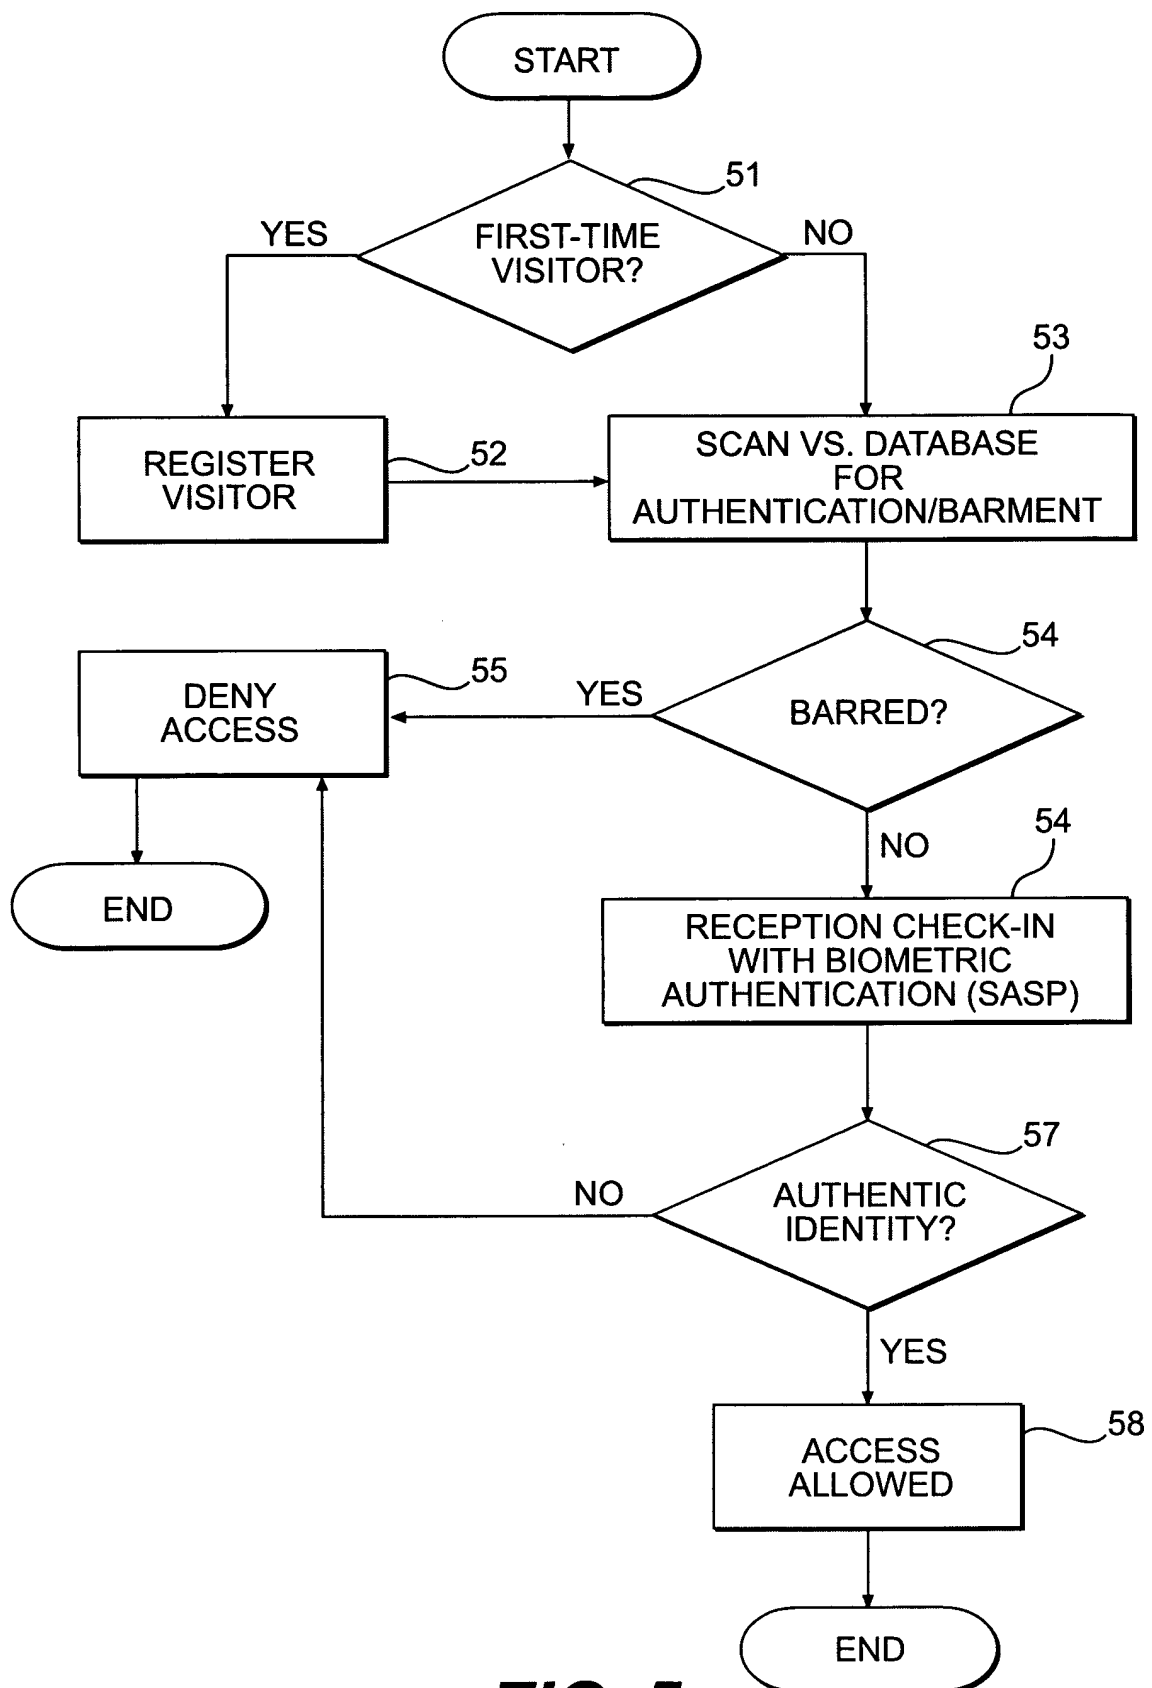 START
51
YES
FIRST-TIME
VISITOR?
NO
53
REGISTER
VISITOR
52
SCAN VS. DATABASE
FOR
AUTHENTICATION/BARMENT
54
DENY
ACCESS
55
YES
BARRED?
NO
54
END
RECEPTION CHECK-IN
WITH BIOMETRIC
AUTHENTICATION (SASP)
57
NO
AUTHENTIC
IDENTITY?
YES
58
ACCESS
ALLOWED
END